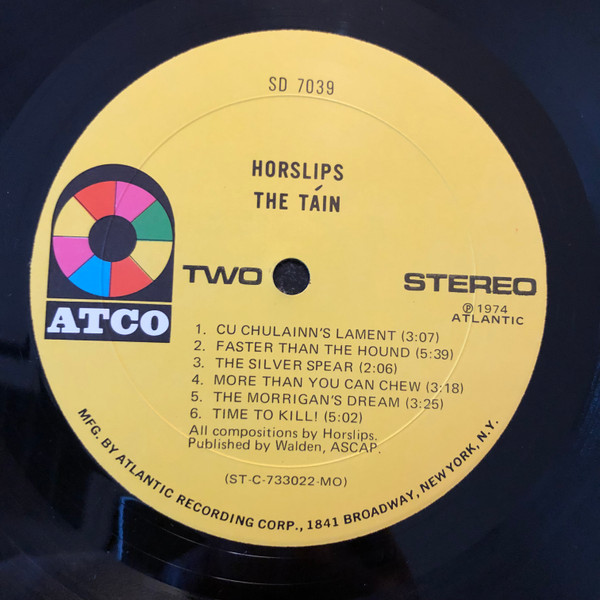 SD 7039
HORSLIPS
THE TÁIN
ATCO
TWO
STEREO
Ⓟ 1974
ATLANTIC
1. CU CHULAINN'S LAMENT (3:07)
2. FASTER THAN THE HOUND (5:39)
3. THE SILVER SPEAR (2:06)
4. MORE THAN YOU CAN CHEW (3:18)
5. THE MORRIGAN'S DREAM (3:25)
6. TIME TO KILL! (5:02)
All compositions by Horslips.
Published by Walden, ASCAP.
(ST-C-733022-MO)
MFG. BY ATLANTIC RECORDING CORP., 1841 BROADWAY, NEW YORK, N.Y.